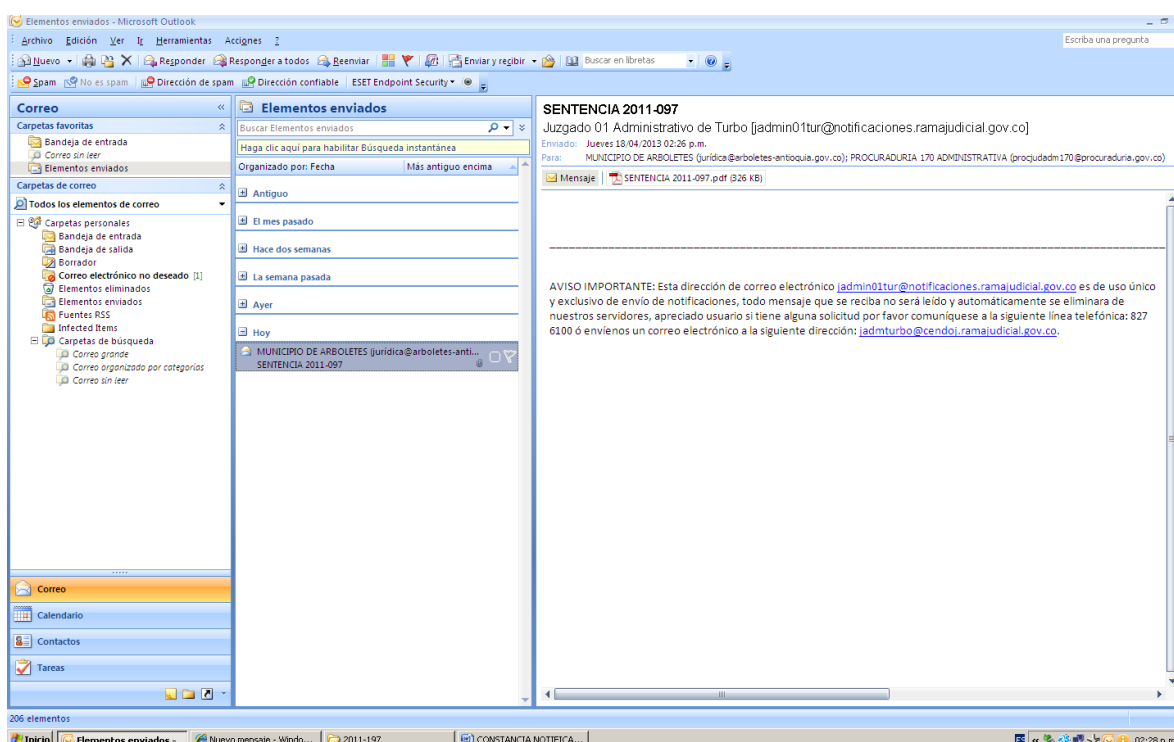 Elementos enviados - Microsoft Outlook
Archivo Edición Ver Ir Herramientas Acciones ?
Escriba una pregunta
Nuevo Responder Responder a todos Reenviar Enviar y recibir Buscar en libretas
Spam No es spam Dirección de spam Dirección confiable ESET Endpoint Security
Correo
Carpetas favoritas
Bandeja de entrada
Correo sin leer
Elementos enviados
Carpetas de correo
Todos los elementos de correo
Carpetas personales
Bandeja de entrada
Bandeja de salida
Borrador
Correo electrónico no deseado [1]
Elementos eliminados
Elementos enviados
Fuentes RSS
Infected Items
Carpetas de búsqueda
Correo grande
Correo organizado por categorías
Correo sin leer
Correo
Calendario
Contactos
Tareas
Elementos enviados
Buscar Elementos enviados
Haga clic aquí para habilitar Búsqueda instantánea
Organizado por: Fecha Más antiguo encima
Antiguo
El mes pasado
Hace dos semanas
La semana pasada
Ayer
Hoy
MUNICIPIO DE ARBOLETES (jurídica@arboletes-anti...
SENTENCIA 2011-097
SENTENCIA 2011-097
Juzgado 01 Administrativo de Turbo [jadmin01tur@notificaciones.ramajudicial.gov.co]
Enviado: Jueves 18/04/2013 02:26 p.m.
Para: MUNICIPIO DE ARBOLETES (jurídica@arboletes-antioquia.gov.co); PROCURADURIA 170 ADMINISTRATIVA (procjudadm170@procuraduria.gov.co)
Mensaje SENTENCIA 2011-097.pdf (326 KB)
AVISO IMPORTANTE: Esta dirección de correo electrónico jadmin01tur@notificaciones.ramajudicial.gov.co es de uso único
y exclusivo de envío de notificaciones, todo mensaje que se reciba no será leído y automáticamente se eliminara de
nuestros servidores, apreciado usuario si tiene alguna solicitud por favor comuníquese a la siguiente línea telefónica: 827
6100 ó envíenos un correo electrónico a la siguiente dirección: jadmturbo@cendoj.ramajudicial.gov.co.
206 elementos
Inicio Elementos enviados - Nuevo mensaje - Windo... 2011-197 CONSTANCIA NOTIFICA... ES 02:28 p.m.